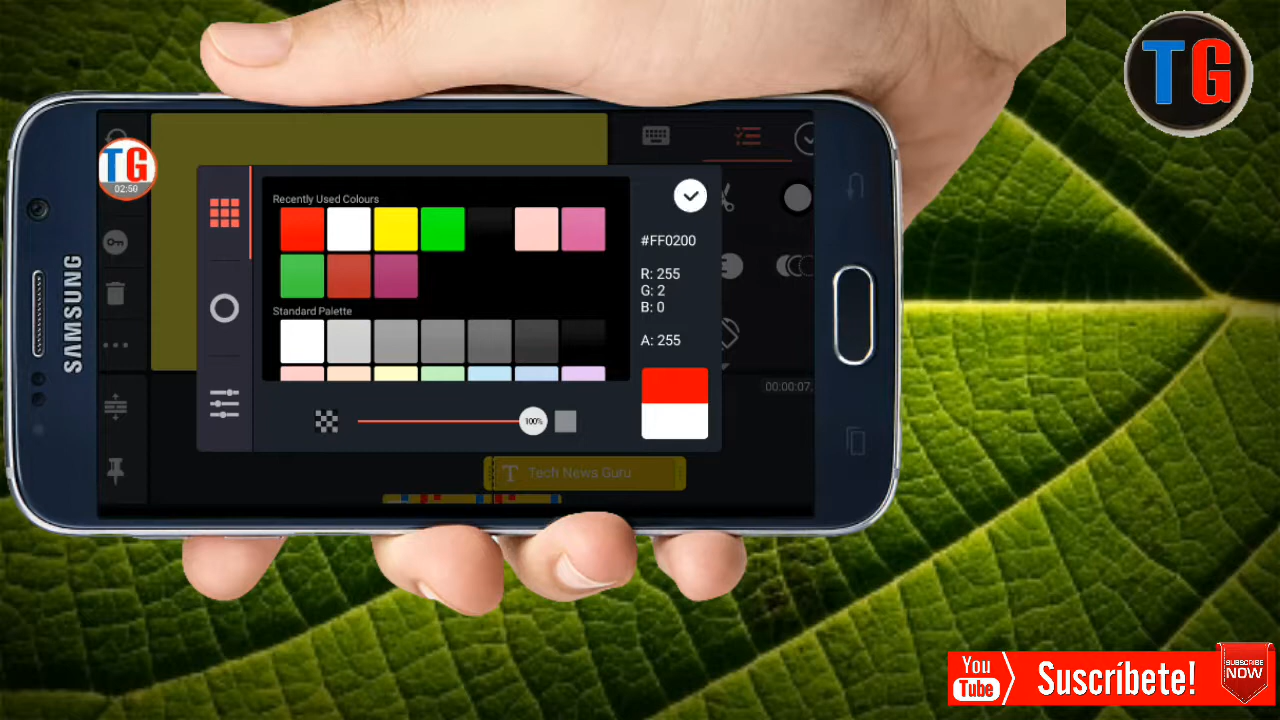 TG
TG
02:50
SAMSUNG
Recently Used Colours
#FF0200
R: 255
G: 2
B: 0
Standard Palette
A: 255
00:00:07.
100%
T Tech News Guru
You
Tube
Suscríbete!
SUBSCRIBE
NOW